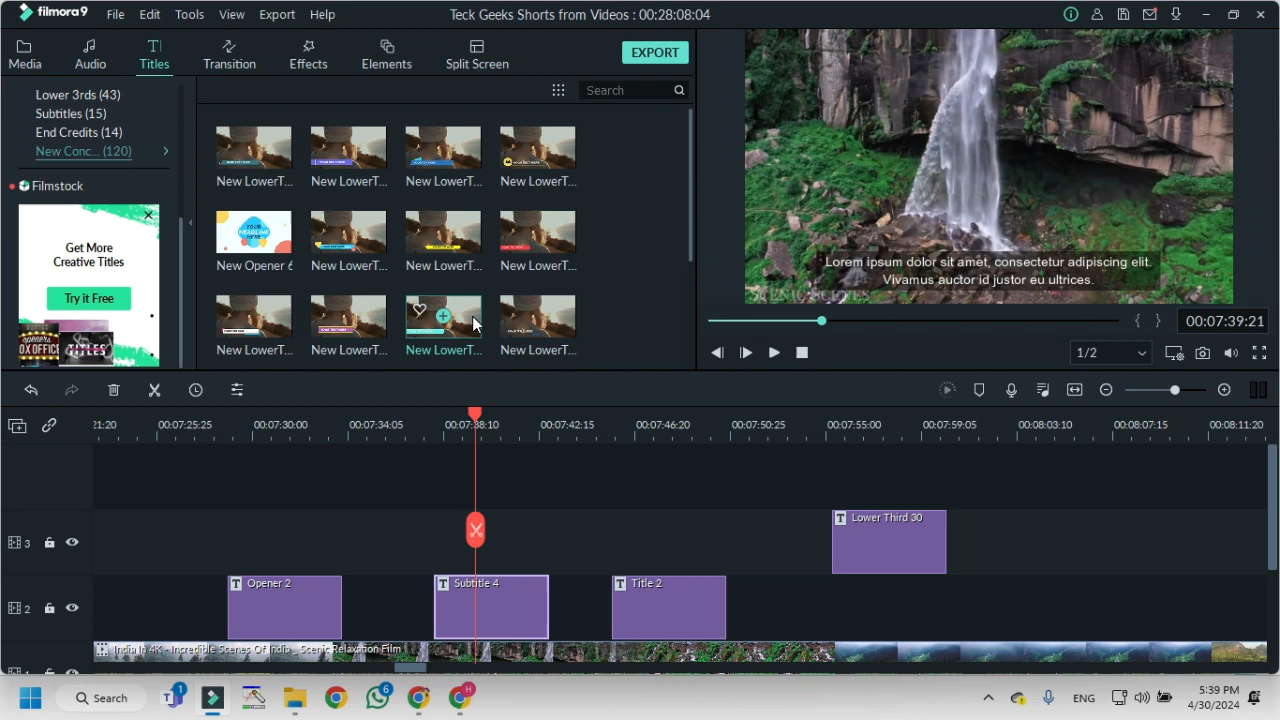 filmora9 File Edit Tools View Export Help Teck Geeks Shorts from Videos : 00:28:08:04
Media Audio Titles Transition Effects Elements Split Screen EXPORT
Lower 3rds (43)
Subtitles (15)
End Credits (14)
New Conc... (120)
Filmstock
Get More
Creative Titles
Try it Free
TITLES
Search
New LowerT... New LowerT... New LowerT... New LowerT...
YOUR HEADLINE HERE
New Opener 6 New LowerT... New LowerT... New LowerT...
New LowerT... New LowerT... New LowerT... New LowerT...
Lorem ipsum dolor sit amet, consectetur adipiscing elit.
Vivamus auctor id justor eu ultrices.
00:07:39:21
1/2
:21:20 00:07:25:25 00:07:30:00 00:07:34:05 00:07:38:10 00:07:42:15 00:07:46:20 00:07:50:25 00:07:55:00 00:07:59:05 00:08:03:10 00:08:07:15 00:08:11:20
3
T Lower Third 30
2
T Opener 2
T Subtitle 4
T Title 2
India in 4K - Incredible Scenes Of India _ Scenic Relaxation Film 1
Search
1
6
H
ENG
5:39 PM
4/30/2024